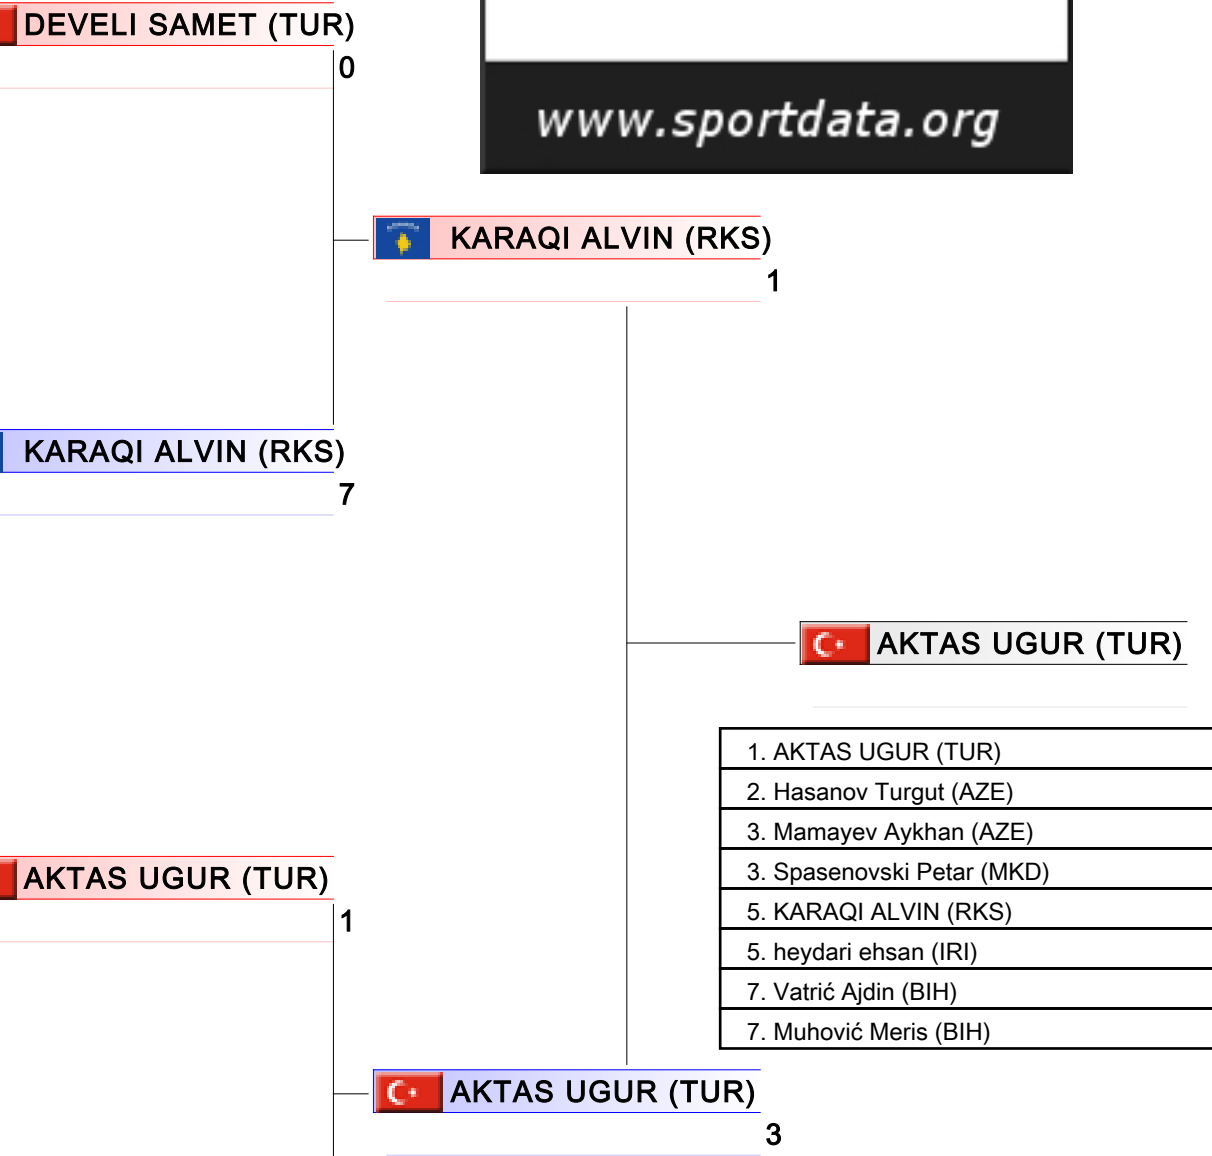 DEVELI SAMET (TUR)
0
www.sportdata.org
KARAQI ALVIN (RKS)
1
KARAQI ALVIN (RKS)
7
AKTAS UGUR (TUR)
1. AKTAS UGUR (TUR)
2. Hasanov Turgut (AZE)
3. Mamayev Aykhan (AZE)
3. Spasenovski Petar (MKD)
5. KARAQI ALVIN (RKS)
5. heydari ehsan (IRI)
7. Vatrić Ajdin (BIH)
7. Muhović Meris (BIH)
AKTAS UGUR (TUR)
1
AKTAS UGUR (TUR)
3